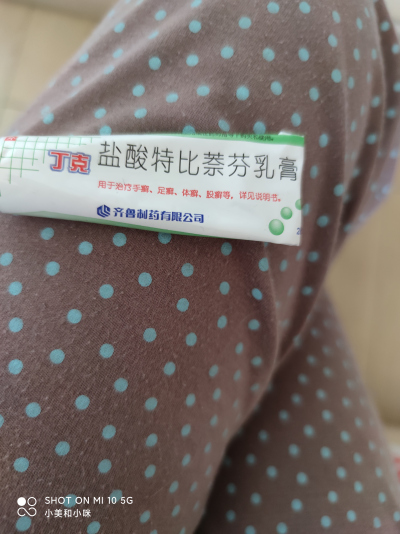 丁克 盐酸特比萘芬乳膏
用于治疗手癣、足癣、体癣、股癣等，详见说明书。
齐鲁制药有限公司
SHOT ON MI 10 5G
小美和小咪